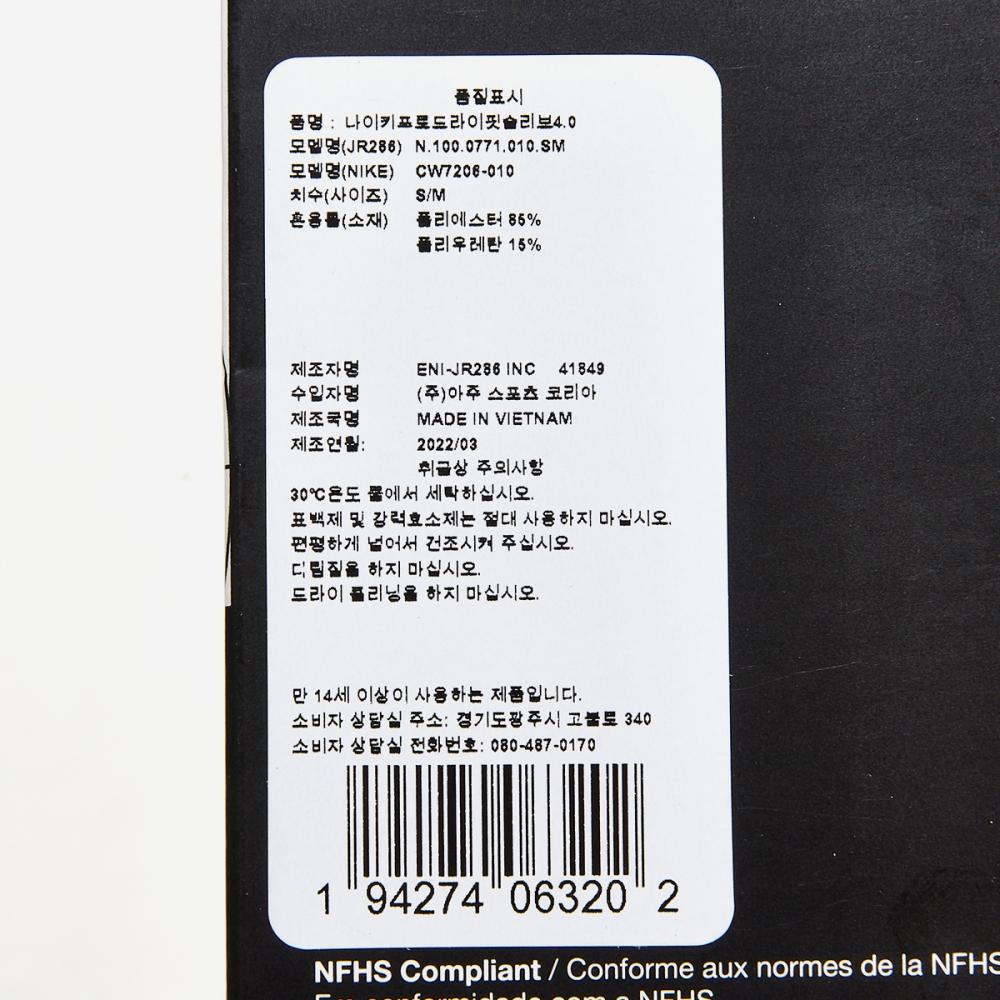 품질표시
품명 : 나이키프로드라이핏슬리브4.0
모델명(JR286) N.100.0771.010.SM
모델명(NIKE) CW7206-010
치수(사이즈) S/M
혼용률(소재) 폴리에스터 85%
폴리우레탄 15%
제조자명 ENI-JR286 INC 41849
수입자명 (주)아주 스포츠 코리아
제조국명 MADE IN VIETNAM
제조연월: 2022/03
취급상 주의사항
30℃온도 물에서 세탁하십시오.
표백제 및 강력효소제는 절대 사용하지 마십시오.
편평하게 널어서 건조시켜 주십시오.
다림질을 하지 마십시오.
드라이 클리닝을 하지 마십시오.
만 14세 이상이 사용하는 제품입니다.
소비자 상담실 주소: 경기도광주시 고불로 340
소비자 상담실 전화번호: 080-487-0170
1 94274 06320 2
NFHS Compliant / Conforme aux normes de la NFHS
Em conformidade com a NFHS